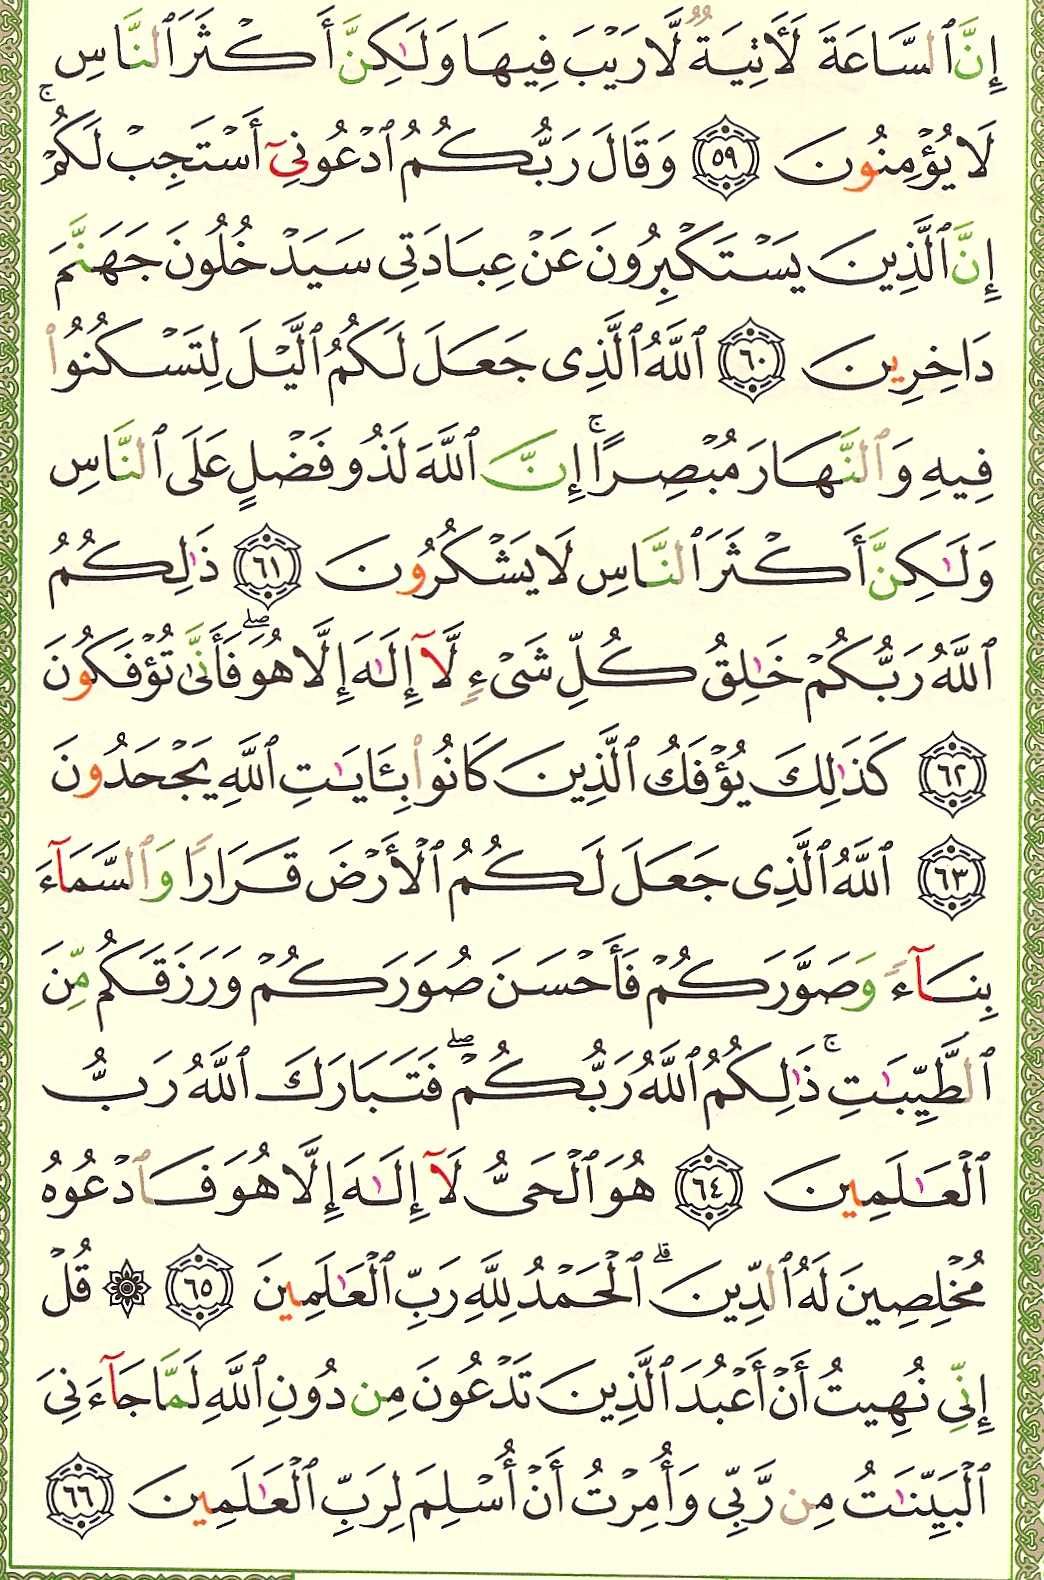 إِنَّ ٱلسَّاعَةَ لَـَٔاتِيَةٌ لَّا رَيْبَ فِيهَا وَلَـٰكِنَّ أَكْثَرَ ٱلنَّاسِ
لَا يُؤْمِنُونَ ٥٩ وَقَالَ رَبُّكُمُ ٱدْعُونِىٓ أَسْتَجِبْ لَكُمْ ۚ
إِنَّ ٱلَّذِينَ يَسْتَكْبِرُونَ عَنْ عِبَادَتِى سَيَدْخُلُونَ جَهَنَّمَ
دَاخِرِينَ ٦٠ ٱللَّهُ ٱلَّذِى جَعَلَ لَكُمُ ٱلَّيْلَ لِتَسْكُنُوا۟
فِيهِ وَٱلنَّهَارَ مُبْصِرًا ۚ إِنَّ ٱللَّهَ لَذُو فَضْلٍ عَلَى ٱلنَّاسِ
وَلَـٰكِنَّ أَكْثَرَ ٱلنَّاسِ لَا يَشْكُرُونَ ٦١ ذَٰلِكُمُ
ٱللَّهُ رَبُّكُمْ خَـٰلِقُ كُلِّ شَىْءٍ لَّآ إِلَـٰهَ إِلَّا هُوَ ۖ فَأَنَّىٰ تُؤْفَكُونَ
٦٢ كَذَٰلِكَ يُؤْفَكُ ٱلَّذِينَ كَانُوا۟ بِـَٔايَـٰتِ ٱللَّهِ يَجْحَدُونَ
٦٣ ٱللَّهُ ٱلَّذِى جَعَلَ لَكُمُ ٱلْأَرْضَ قَرَارًا وَٱلسَّمَآءَ
بِنَآءً وَصَوَّرَكُمْ فَأَحْسَنَ صُوَرَكُمْ وَرَزَقَكُم مِّنَ
ٱلطَّيِّبَـٰتِ ۚ ذَٰلِكُمُ ٱللَّهُ رَبُّكُمْ ۖ فَتَبَارَكَ ٱللَّهُ رَبُّ
ٱلْعَـٰلَمِينَ ٦٤ هُوَ ٱلْحَىُّ لَآ إِلَـٰهَ إِلَّا هُوَ فَٱدْعُوهُ
مُخْلِصِينَ لَهُ ٱلدِّينَ ۗ ٱلْحَمْدُ لِلَّهِ رَبِّ ٱلْعَـٰلَمِينَ ٦٥ ۞ قُلْ
إِنِّى نُهِيتُ أَنْ أَعْبُدَ ٱلَّذِينَ تَدْعُونَ مِن دُونِ ٱللَّهِ لَمَّا جَآءَنِىَ
ٱلْبَيِّنَـٰتُ مِن رَّبِّى وَأُمِرْتُ أَنْ أُسْلِمَ لِرَبِّ ٱلْعَـٰلَمِينَ ٦٦